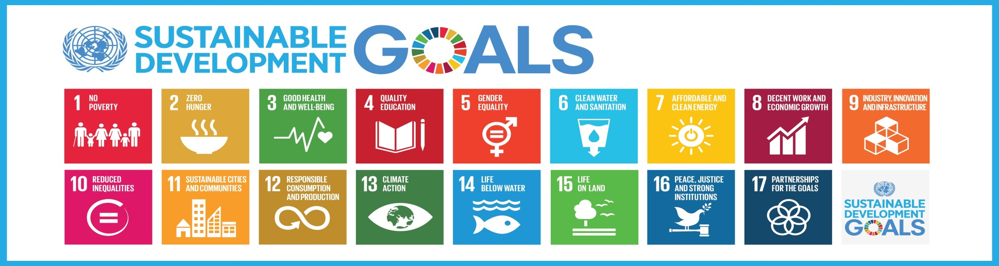 SUSTAINABLE
DEVELOPMENT
GOALS
1 NO
POVERTY
2 ZERO
HUNGER
3 GOOD HEALTH
AND WELL-BEING
4 QUALITY
EDUCATION
5 GENDER
EQUALITY
6 CLEAN WATER
AND SANITATION
7 AFFORDABLE AND
CLEAN ENERGY
8 DECENT WORK AND
ECONOMIC GROWTH
9 INDUSTRY, INNOVATION
AND INFRASTRUCTURE
10 REDUCED
INEQUALITIES
11 SUSTAINABLE CITIES
AND COMMUNITIES
12 RESPONSIBLE
CONSUMPTION
AND PRODUCTION
13 CLIMATE
ACTION
14 LIFE
BELOW WATER
15 LIFE
ON LAND
16 PEACE, JUSTICE
AND STRONG
INSTITUTIONS
17 PARTNERSHIPS
FOR THE GOALS
SUSTAINABLE
DEVELOPMENT
GOALS